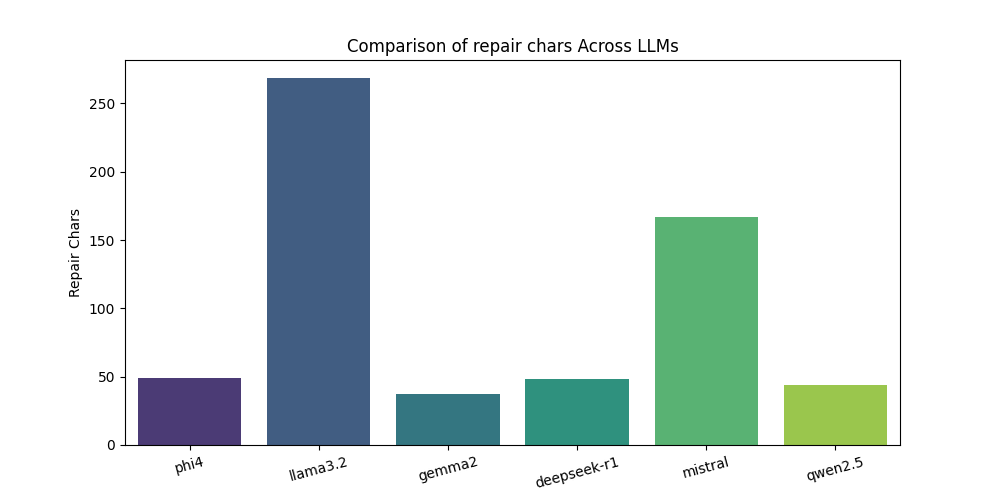 Comparison of repair chars Across LLMs
Repair Chars
250
200
150
100
50
0
phi4
llama3.2
gemma2
deepseek-r1
mistral
qwen2.5